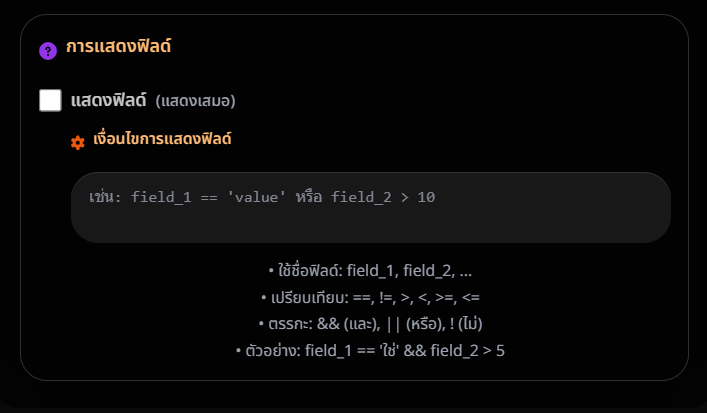 การแสดงฟิลด์
แสดงฟิลด์ (แสดงเสมอ)
เงื่อนไขการแสดงฟิลด์
เช่น: field_1 == 'value' หรือ field_2 > 10
• ใช้ชื่อฟิลด์: field_1, field_2, ...
• เปรียบเทียบ: ==, !=, >, <, >=, <=
• ตรรกะ: && (และ), || (หรือ), ! (ไม่)
• ตัวอย่าง: field_1 == 'ใช่' && field_2 > 5